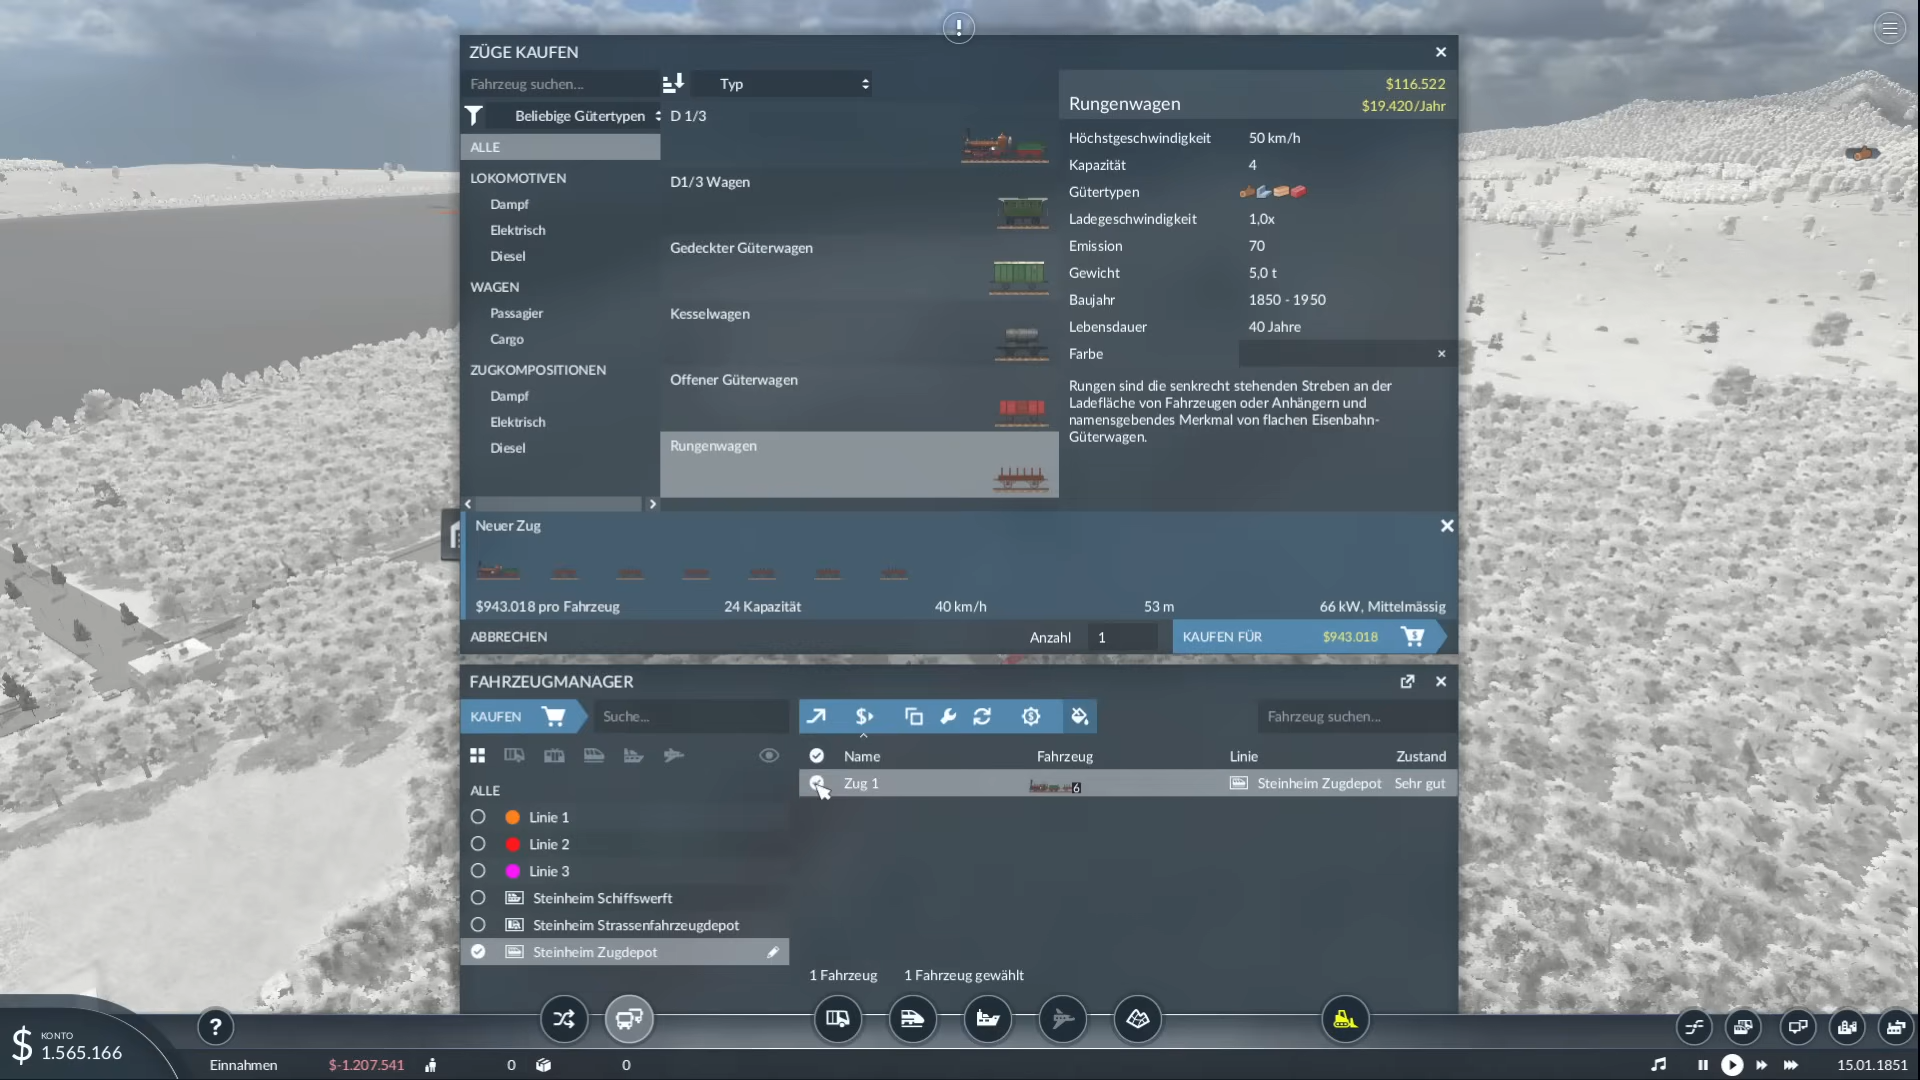 ZÜGE KAUFEN
Fahrzeug suchen...
Typ
Beliebige Gütertypen
ALLE
LOKOMOTIVEN
Dampf
Elektrisch
Diesel
WAGEN
Passagier
Cargo
ZUGKOMPOSITIONEN
Dampf
Elektrisch
Diesel
D 1/3
D1/3 Wagen
Gedeckter Güterwagen
Kesselwagen
Offener Güterwagen
Rungenwagen
$116.522
Rungenwagen
$19.420/Jahr
Höchstgeschwindigkeit 50 km/h
Kapazität 4
Gütertypen
Ladegeschwindigkeit 1,0x
Emission 70
Gewicht 5,0 t
Baujahr 1850 - 1950
Lebensdauer 40 Jahre
Farbe
Rungen sind die senkrecht stehenden Streben an der
Ladefläche von Fahrzeugen oder Anhängern und
namensgebendes Merkmal von flachen Eisenbahn-
Güterwagen.
Neuer Zug
$943.018 pro Fahrzeug 24 Kapazität 40 km/h 53 m 66 kW, Mittelmässig
ABBRECHEN Anzahl 1 KAUFEN FÜR $943.018
FAHRZEUGMANAGER
KAUFEN Suche... Fahrzeug suchen...
ALLE
Linie 1
Linie 2
Linie 3
Steinheim Schiffswerft
Steinheim Strassenfahrzeugdepot
Steinheim Zugdepot
Name Fahrzeug Linie Zustand
Zug 1 6 Steinheim Zugdepot Sehr gut
1 Fahrzeug 1 Fahrzeug gewählt
$ KONTO
1.565.166
?
Einnahmen $-1.207.541 0 0
15.01.1851